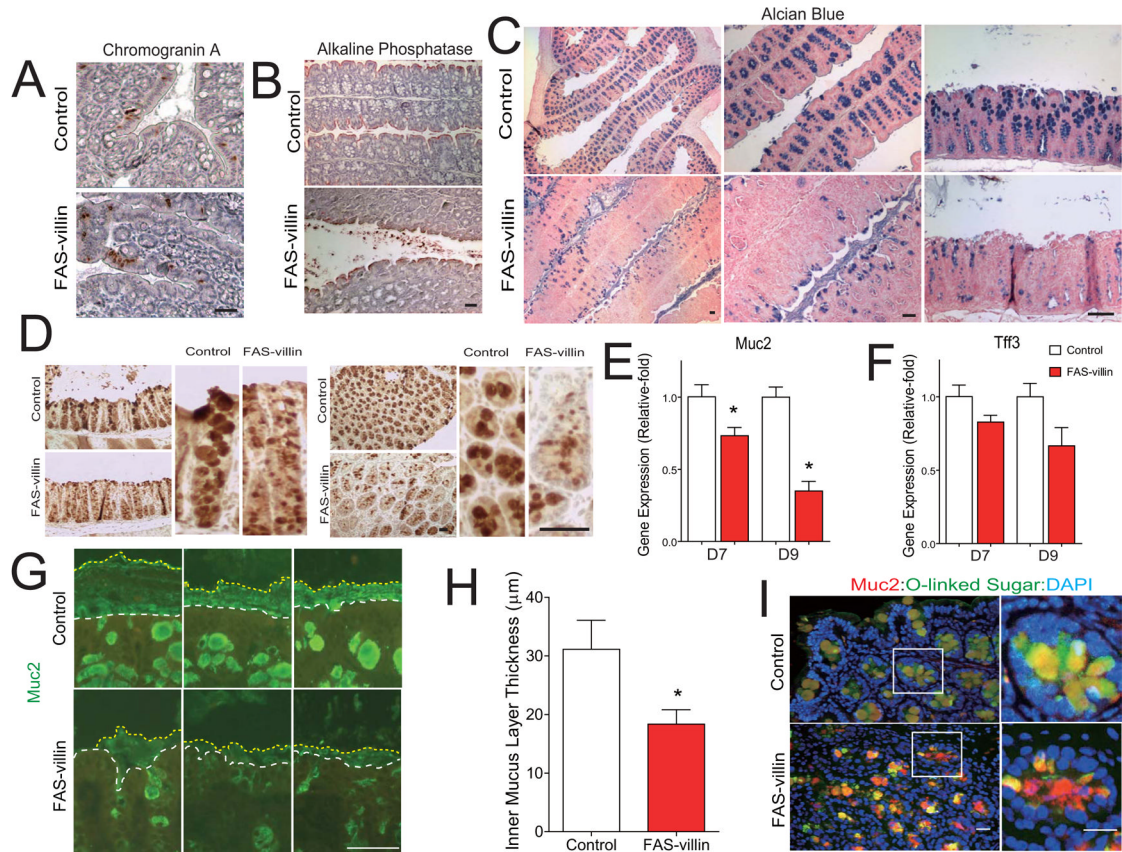 A
Chromogranin A
Control
FAS-villin
B
Alkaline Phosphatase
Control
FAS-villin
C
Alcian Blue
Control
FAS-villin
D
Control
FAS-villin
Control
FAS-villin
Control
FAS-villin
Control
FAS-villin
E
Muc2
Gene Expression (Relative-fold)
1.0
0.5
0.0
*
*
D7
D9
F
Tff3
Control
FAS-villin
Gene Expression (Relative-fold)
1.0
0.5
0.0
D7
D9
G
Muc2
Control
FAS-villin
H
Inner Mucus Layer Thickness (μm)
40
30
20
10
0
*
Control
FAS-villin
I
Muc2:O-linked Sugar:DAPI
Control
FAS-villin